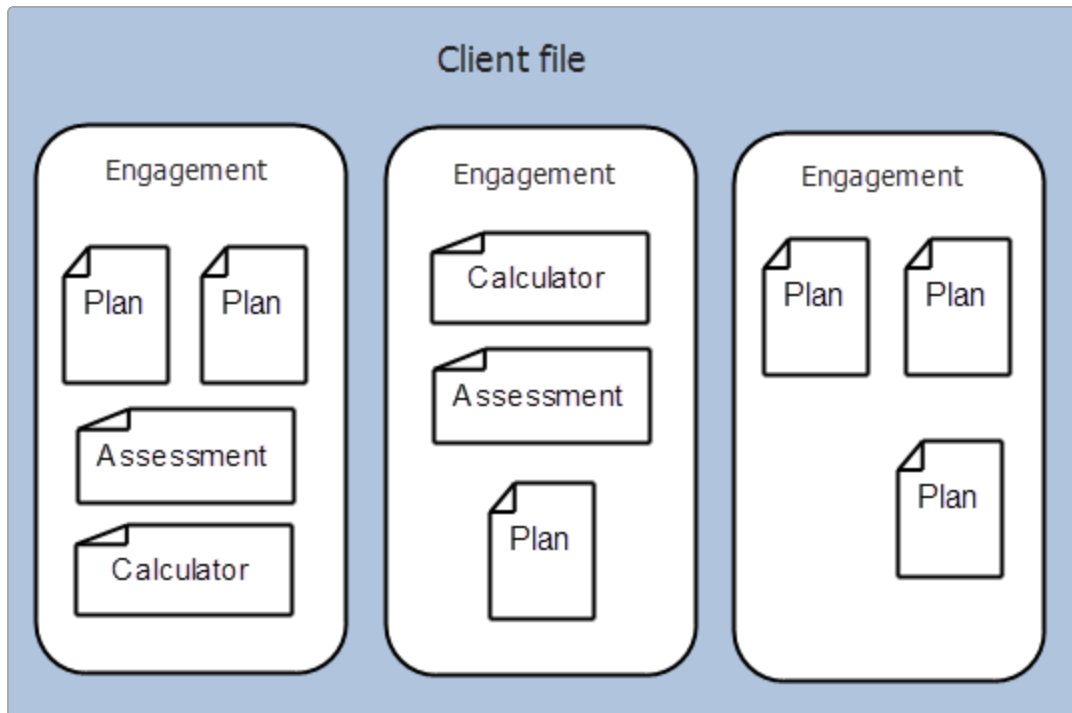 Client file
Engagement
Plan
Plan
Assessment
Calculator
Engagement
Calculator
Assessment
Plan
Engagement
Plan
Plan
Plan